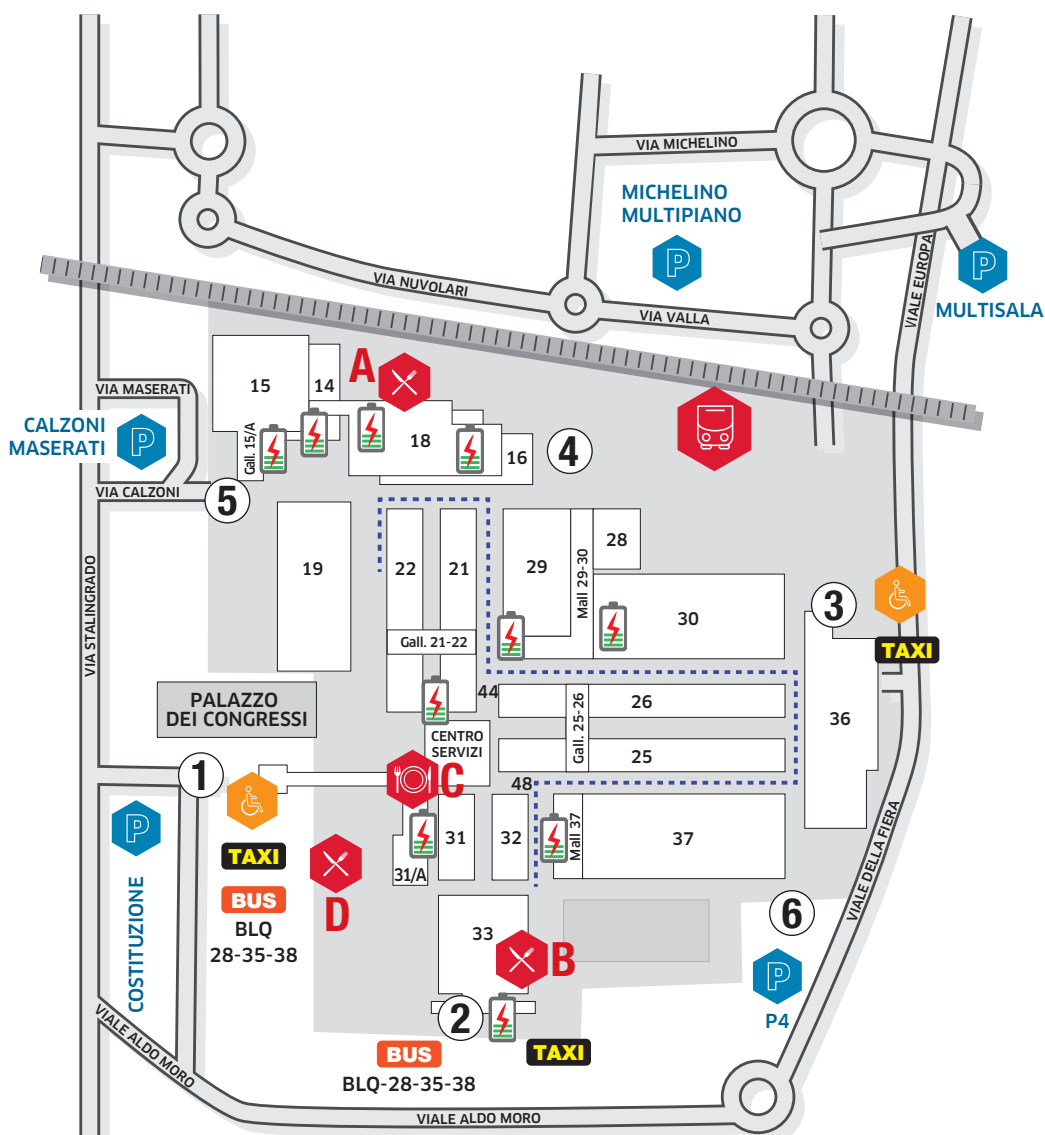 VIA MICHELINO
MICHELINO
MULTIPIANO
P
VIA NUVOLARI
VIA VALLA
VIALE EUROPA
P
MULTISALA
VIA MASERATI
CALZONI
MASERATI
P
VIA CALZONI
5
15
14
Gall. 15/A
A
18
16
4
VIA STALINGRADO
19
22
21
Gall. 21-22
29
Mall 29-30
28
30
3
TAXI
36
PALAZZO
DEI CONGRESSI
44
26
Gall. 25-26
25
CENTRO
SERVIZI
C
48
1
P
COSTITUZIONE
TAXI
BUS
BLQ
28-35-38
D
31/A
31
32
Mall 37
37
VIALE DELLA FIERA
33
B
6
P
P4
2
BUS
BLQ-28-35-38
TAXI
VIALE ALDO MORO
VIALE ALDO MORO